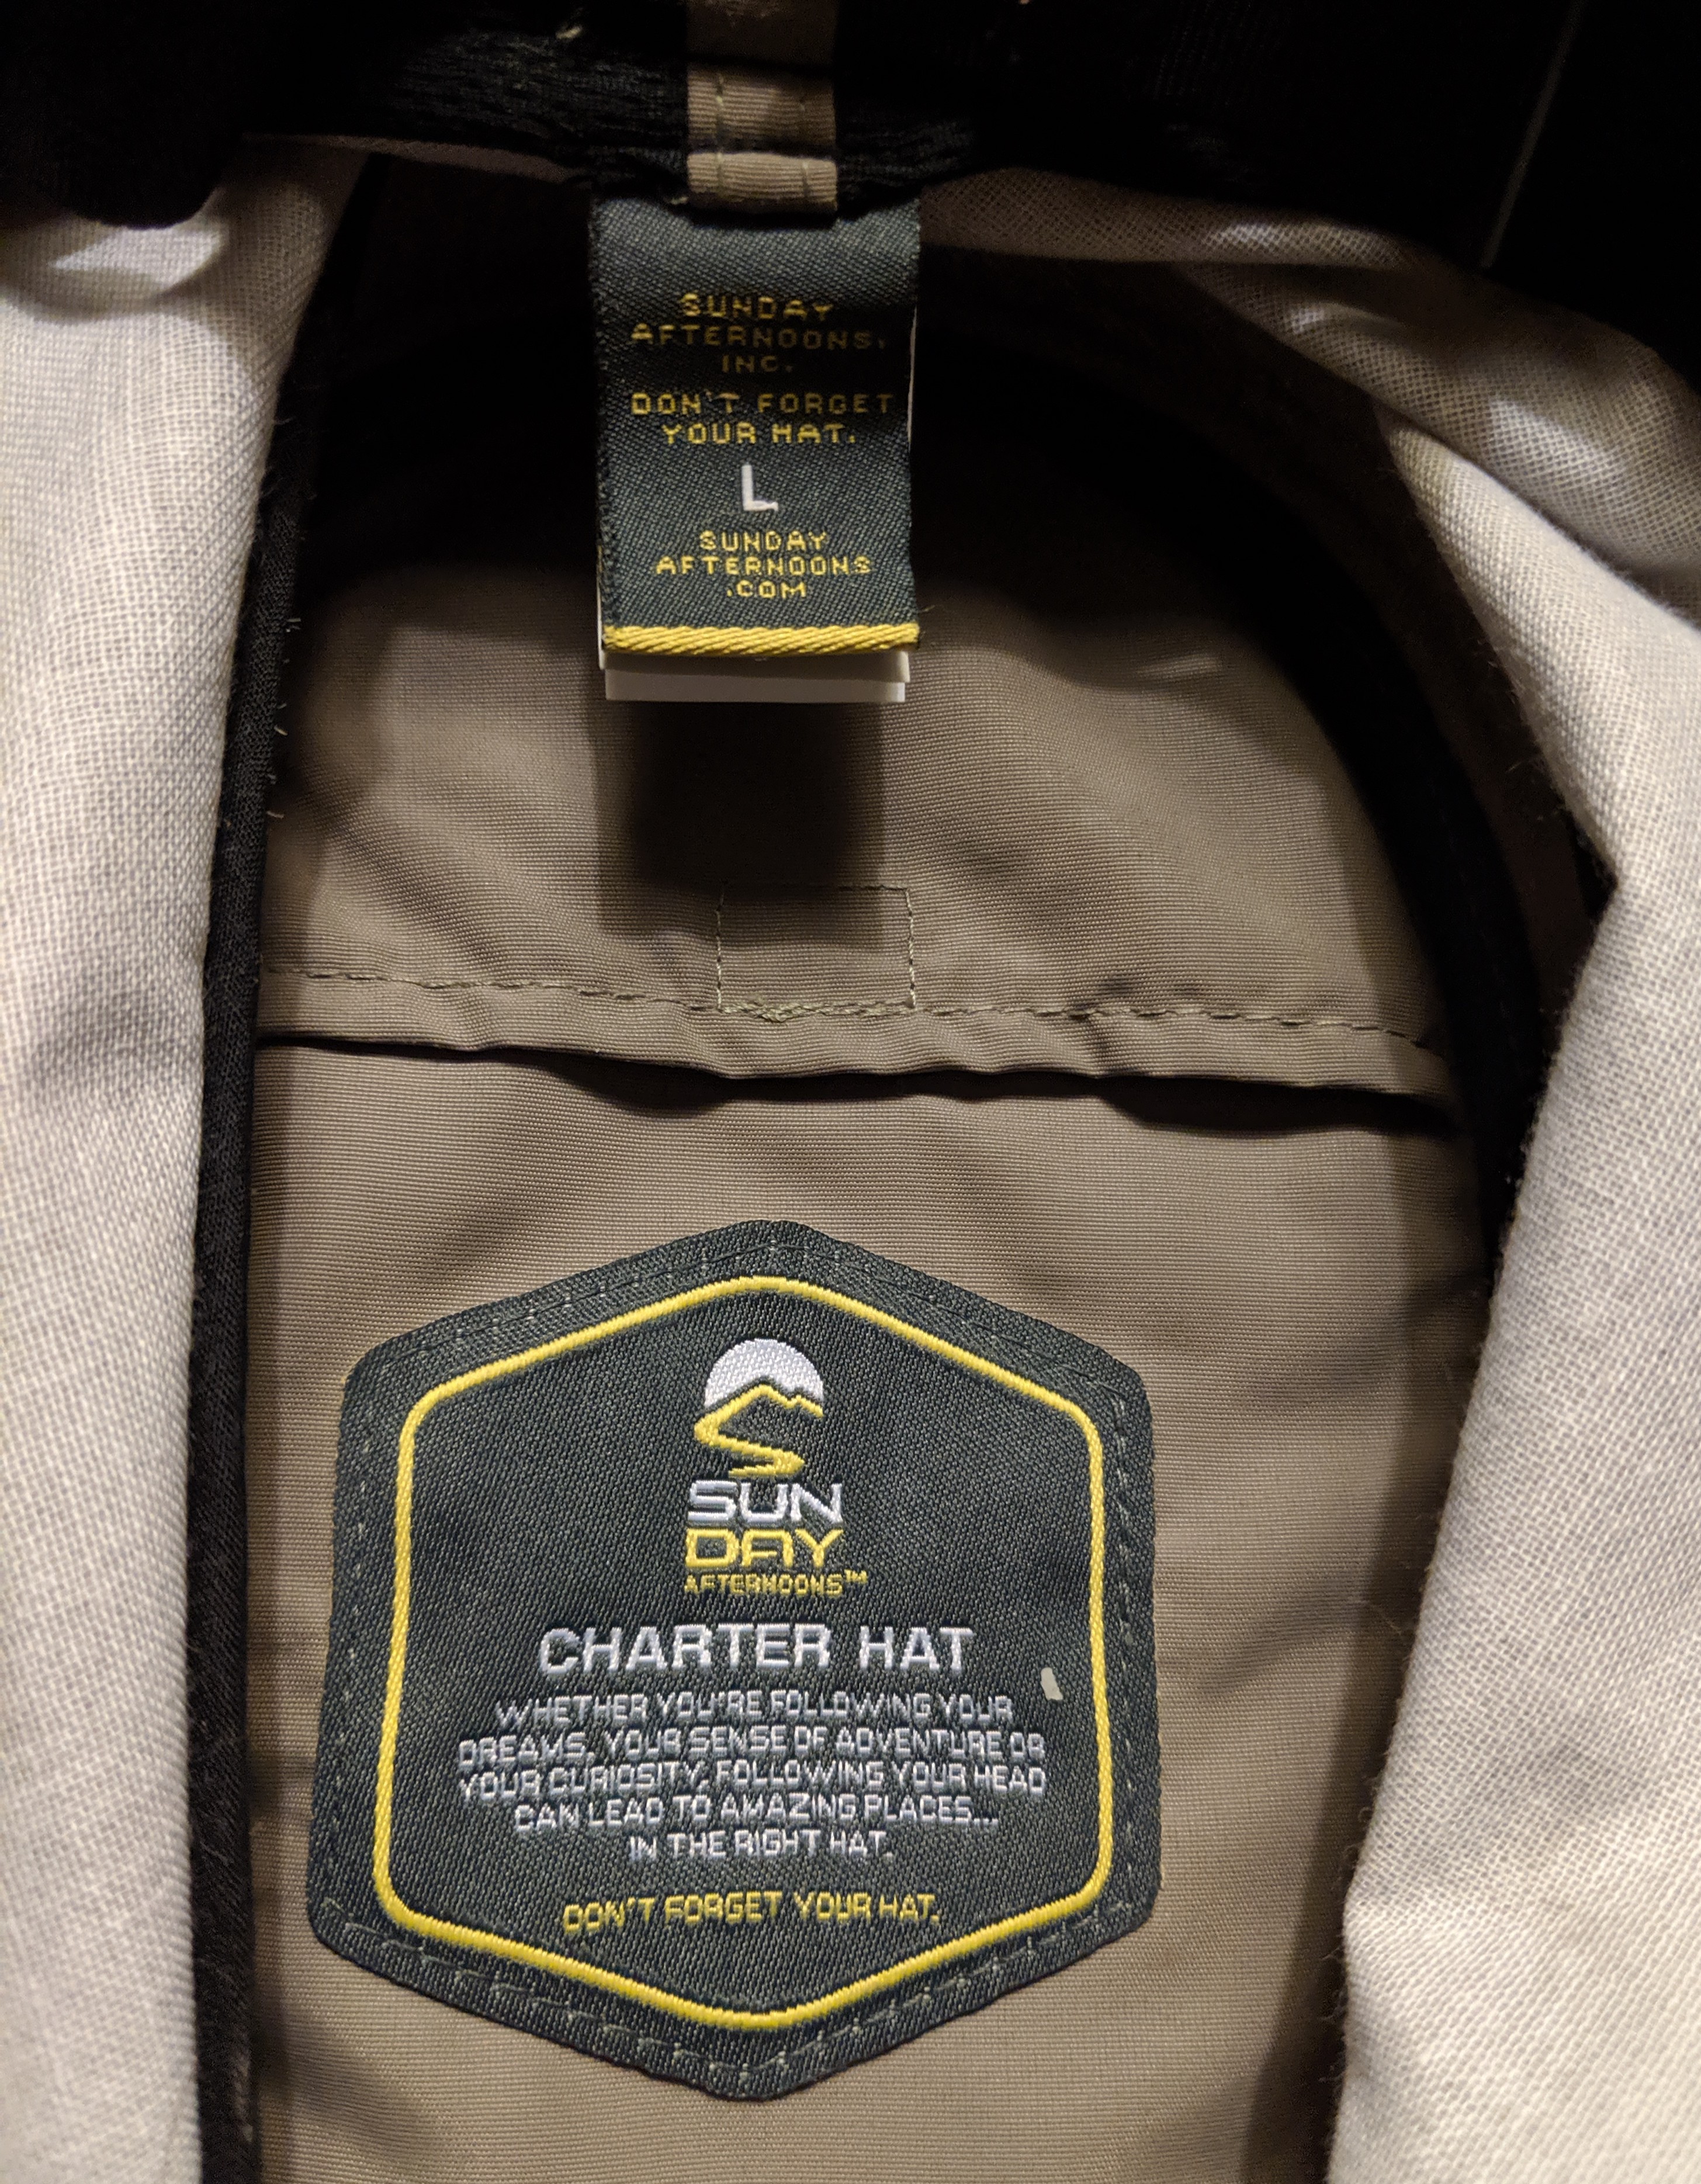 SUNDAY
AFTERNOONS,
INC.
DON'T FORGET
YOUR HAT.
L
SUNDAY
AFTERNOONS
.COM
SUN
DAY
AFTERNOONS™
CHARTER HAT
WHETHER YOU'RE FOLLOWING YOUR
DREAMS, YOUR SENSE OF ADVENTURE OR
YOUR CURIOSITY, FOLLOWING YOUR HEAD
CAN LEAD TO AMAZING PLACES...
IN THE RIGHT HAT.
DON'T FORGET YOUR HAT.